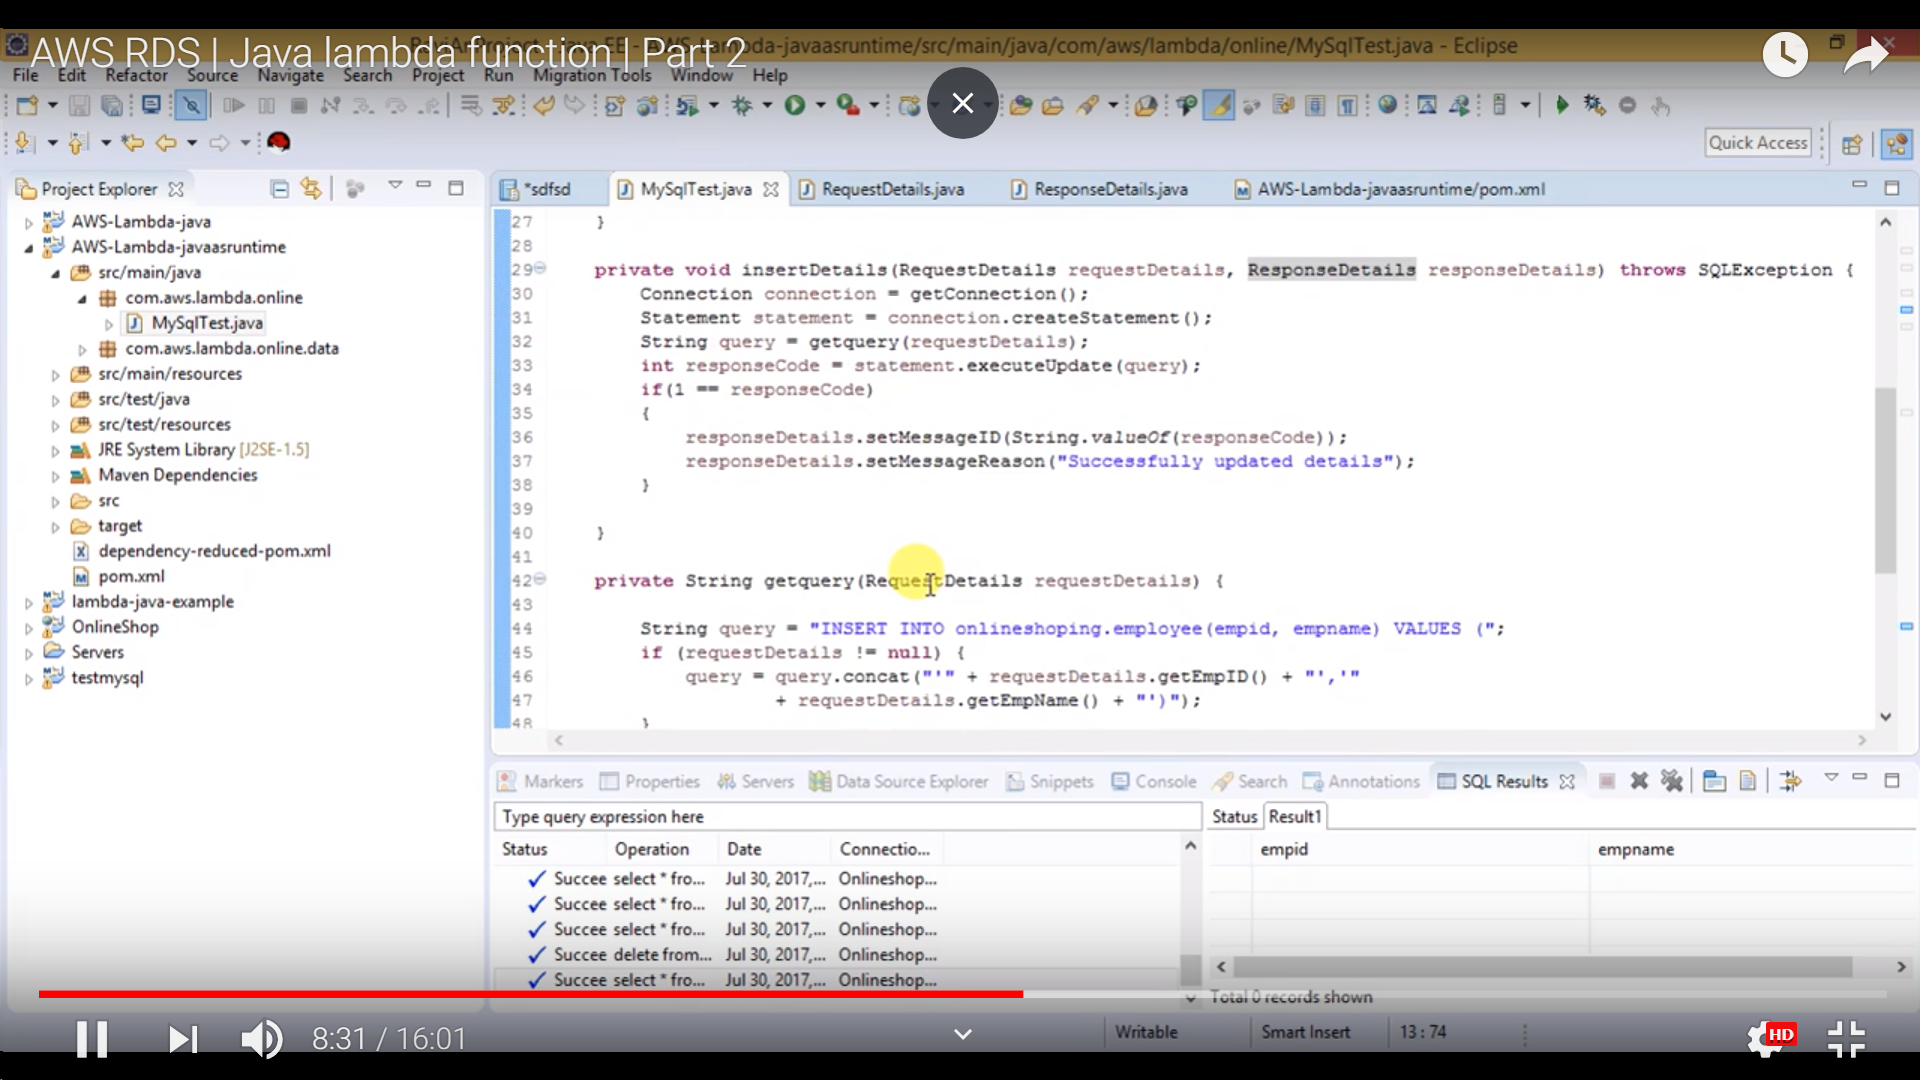 AWS RDS | Java lambda function | Part 2
da-javaasruntime/src/main/java/com/aws/lambda/online/MySqlTest.java - Eclipse
File Edit Refactor Source Navigate Search Project Run Migration Tools Window Help
Quick Access
Project Explorer
AWS-Lambda-java
AWS-Lambda-javaasruntime
src/main/java
com.aws.lambda.online
MySqlTest.java
com.aws.lambda.online.data
src/main/resources
src/test/java
src/test/resources
JRE System Library [J2SE-1.5]
Maven Dependencies
src
target
dependency-reduced-pom.xml
pom.xml
lambda-java-example
OnlineShop
Servers
testmysql
*sdfsd MySqlTest.java RequestDetails.java ResponseDetails.java AWS-Lambda-javaasruntime/pom.xml
27 }
28
29 private void insertDetails(RequestDetails requestDetails, ResponseDetails responseDetails) throws SQLException {
30 Connection connection = getConnection();
31 Statement statement = connection.createStatement();
32 String query = getquery(requestDetails);
33 int responseCode = statement.executeUpdate(query);
34 if(1 == responseCode)
35 {
36 responseDetails.setMessageID(String.valueOf(responseCode));
37 responseDetails.setMessageReason("Successfully updated details");
38 }
39
40 }
41
42 private String getquery(RequestDetails requestDetails) {
43
44 String query = "INSERT INTO onlineshoping.employee(empid, empname) VALUES (";
45 if (requestDetails != null) {
46 query = query.concat("'" + requestDetails.getEmpID() + "','"
47 + requestDetails.getEmpName() + "')");
48 }
Markers Properties Servers Data Source Explorer Snippets Console Search Annotations SQL Results
Type query expression here
Status Operation Date Connectio...
Succee select * fro... Jul 30, 2017,... Onlineshop...
Succee select * fro... Jul 30, 2017,... Onlineshop...
Succee select * fro... Jul 30, 2017,... Onlineshop...
Succee delete from... Jul 30, 2017,... Onlineshop...
Succee select * fro... Jul 30, 2017,... Onlineshop...
Status Result1
empid empname
Total 0 records shown
8:31 / 16:01
Writable Smart Insert 13 : 74
HD